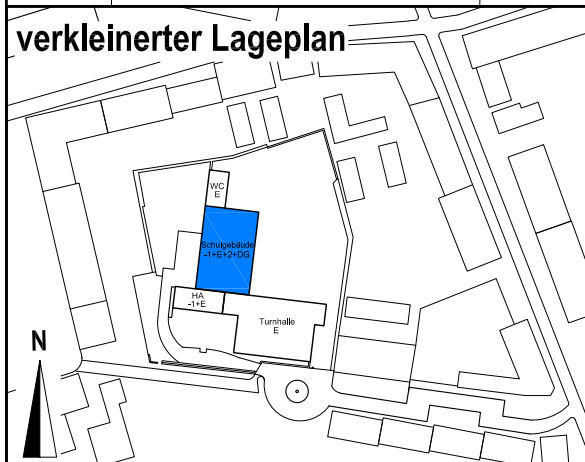 verkleinerter Lageplan
WC
E
Schulgebäude
-1+E+2+DG
HA
-1+E
Turnhalle
E
N